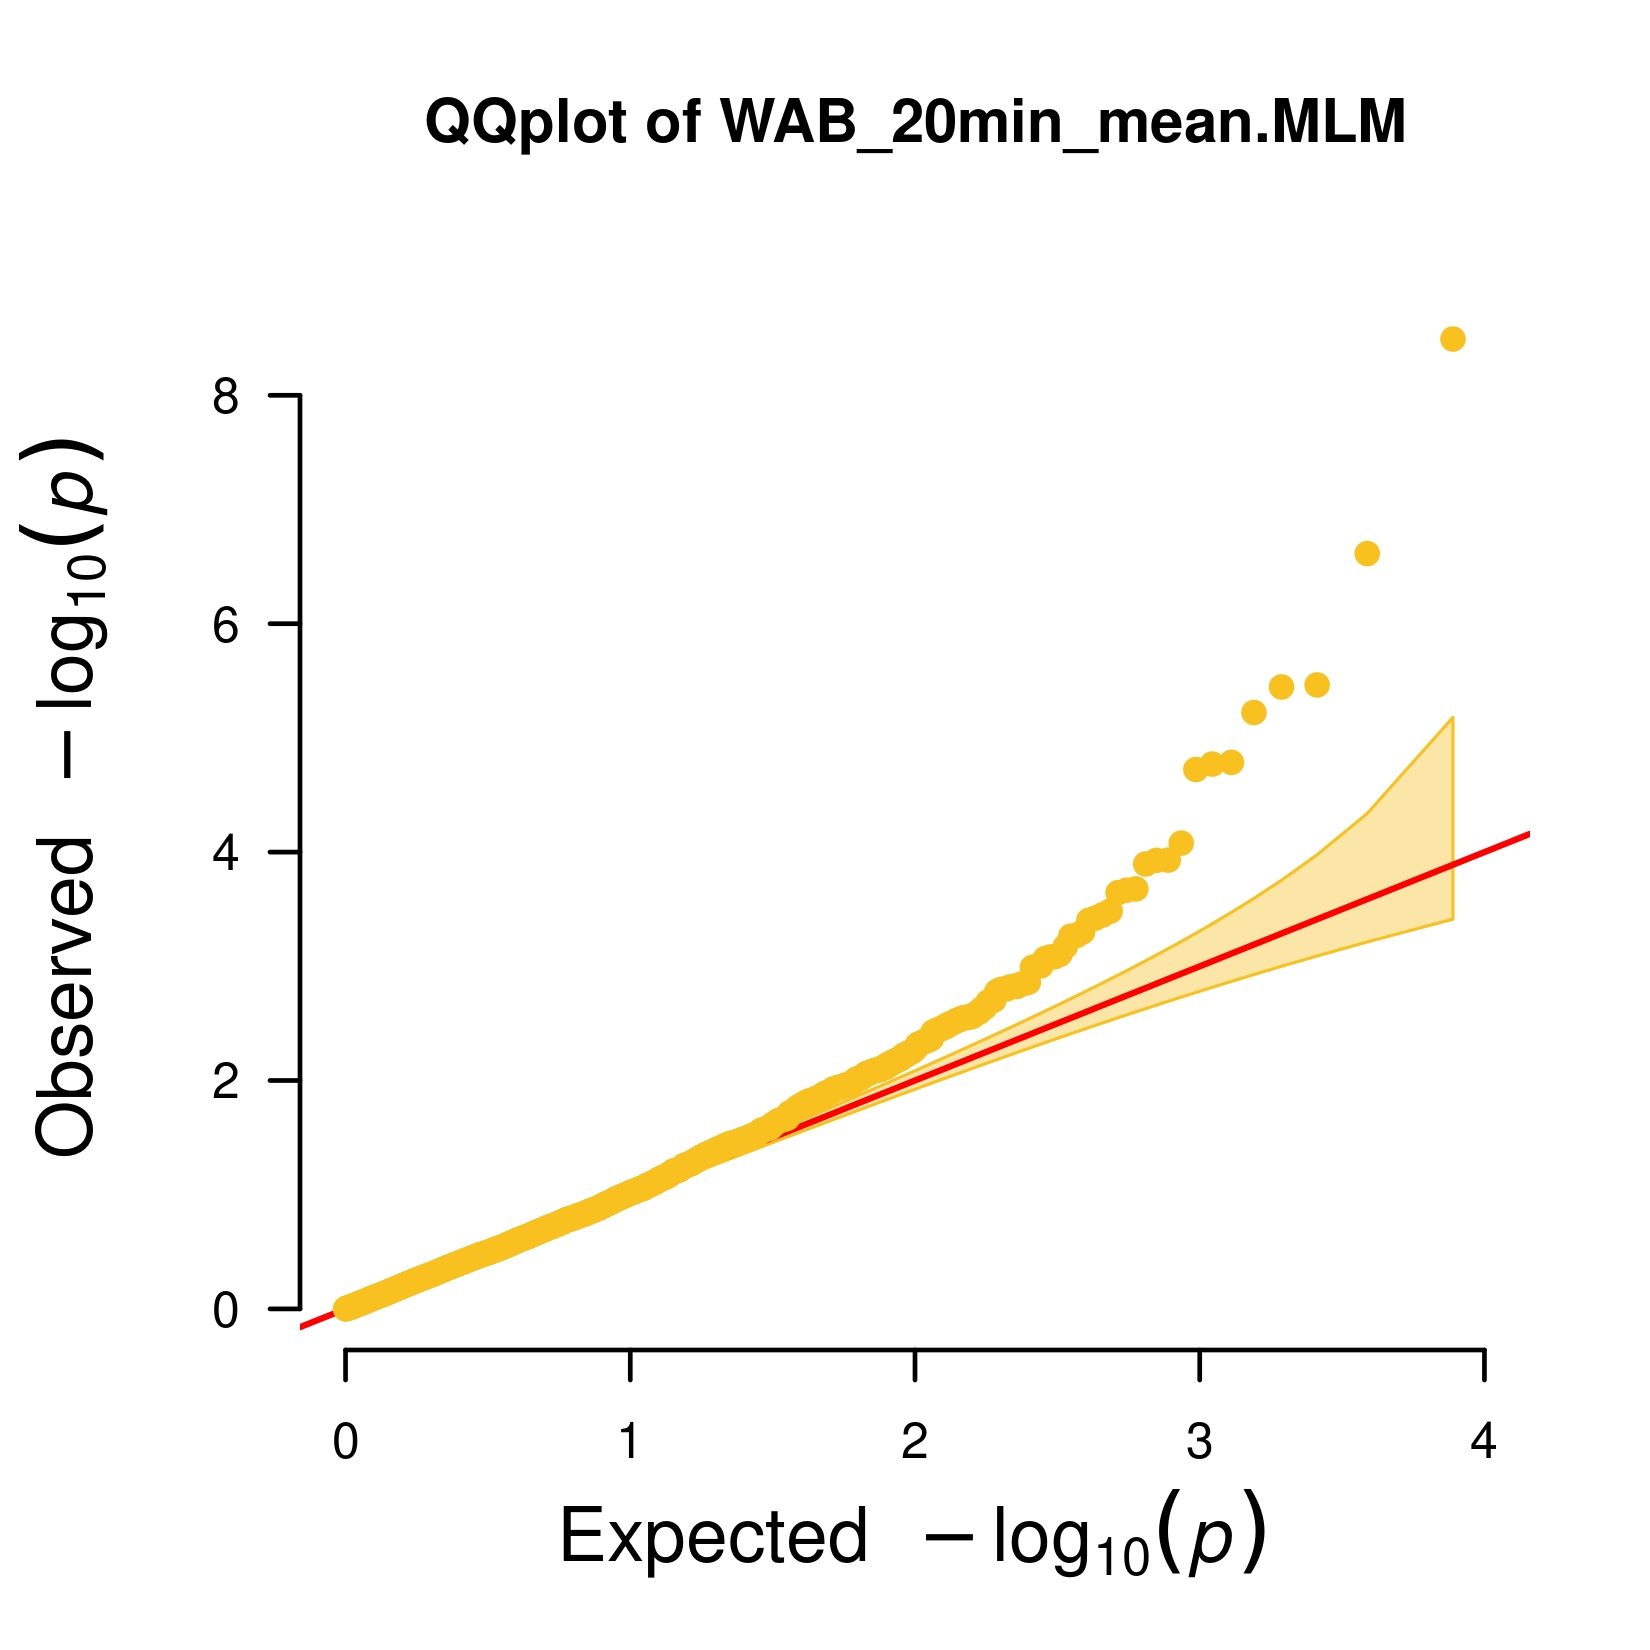 QQplot of WAB_20min_mean.MLM
Observed −log10(p)
8
6
4
2
0
0 1 2 3 4
Expected −log10(p)